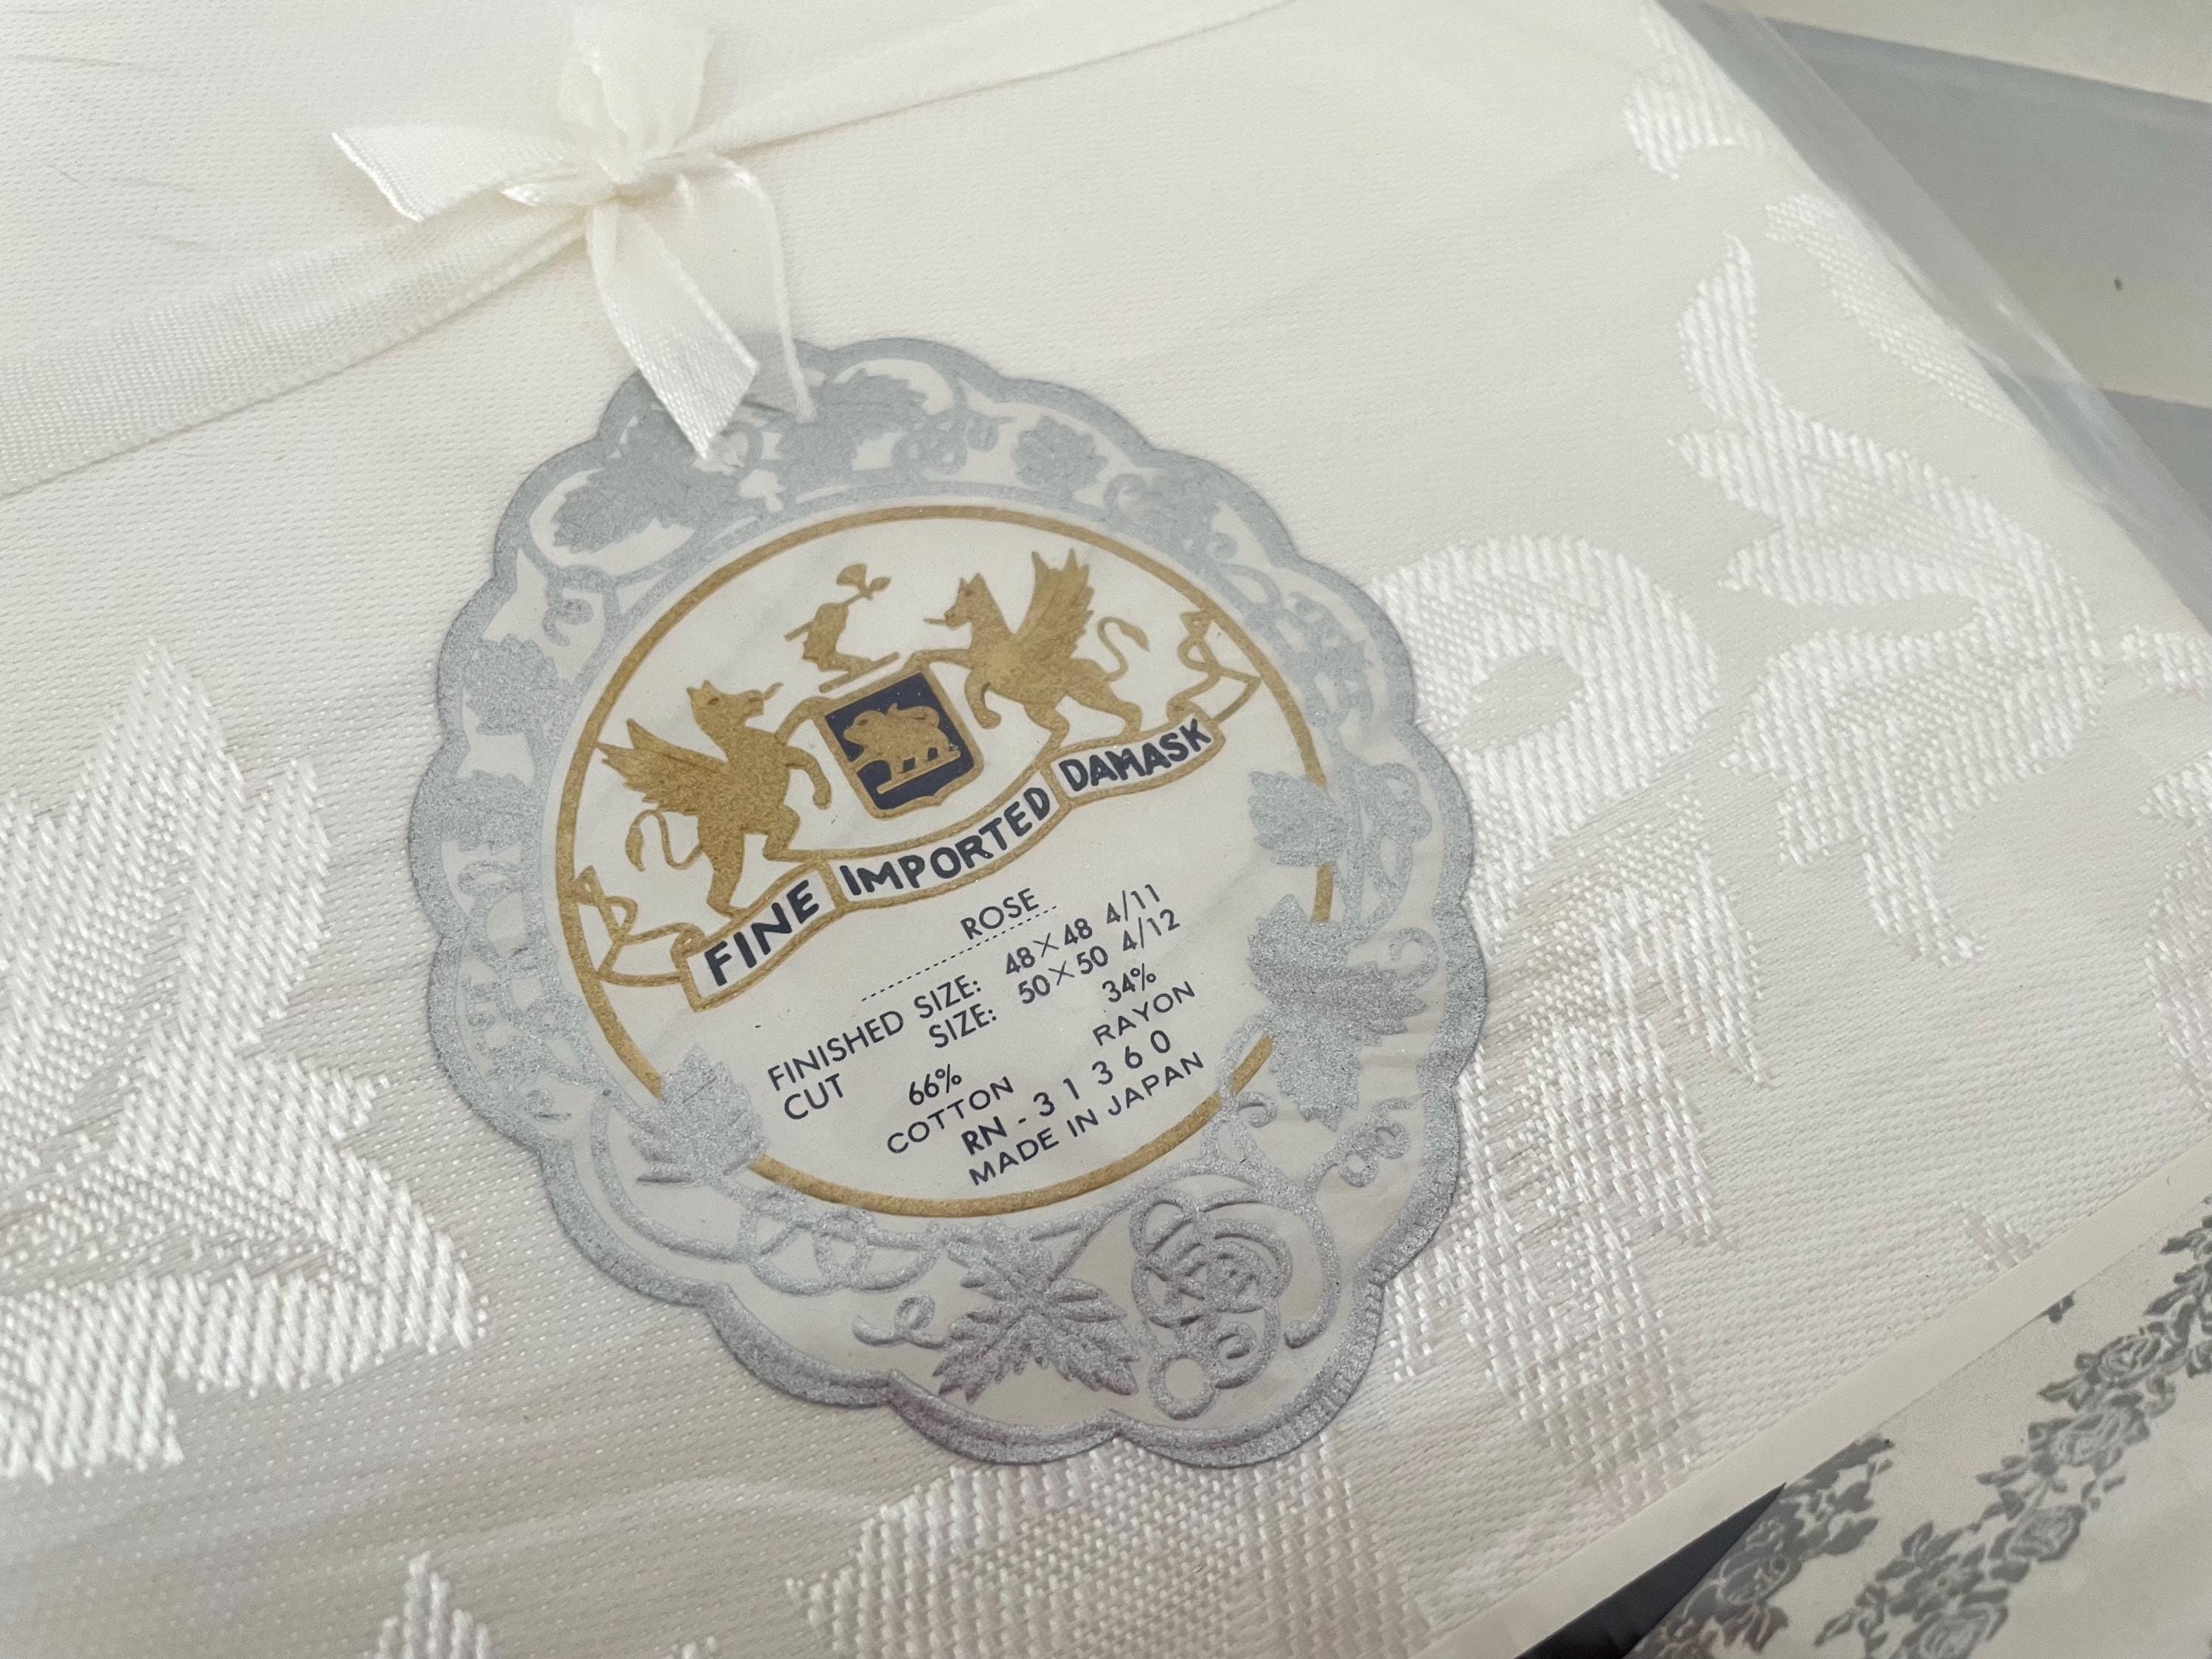 FINE IMPORTED DAMASK
ROSE
FINISHED SIZE: 48×48 4/11
CUT SIZE: 50×50 4/12
66% 34%
COTTON RAYON
RN-31360
MADE IN JAPAN